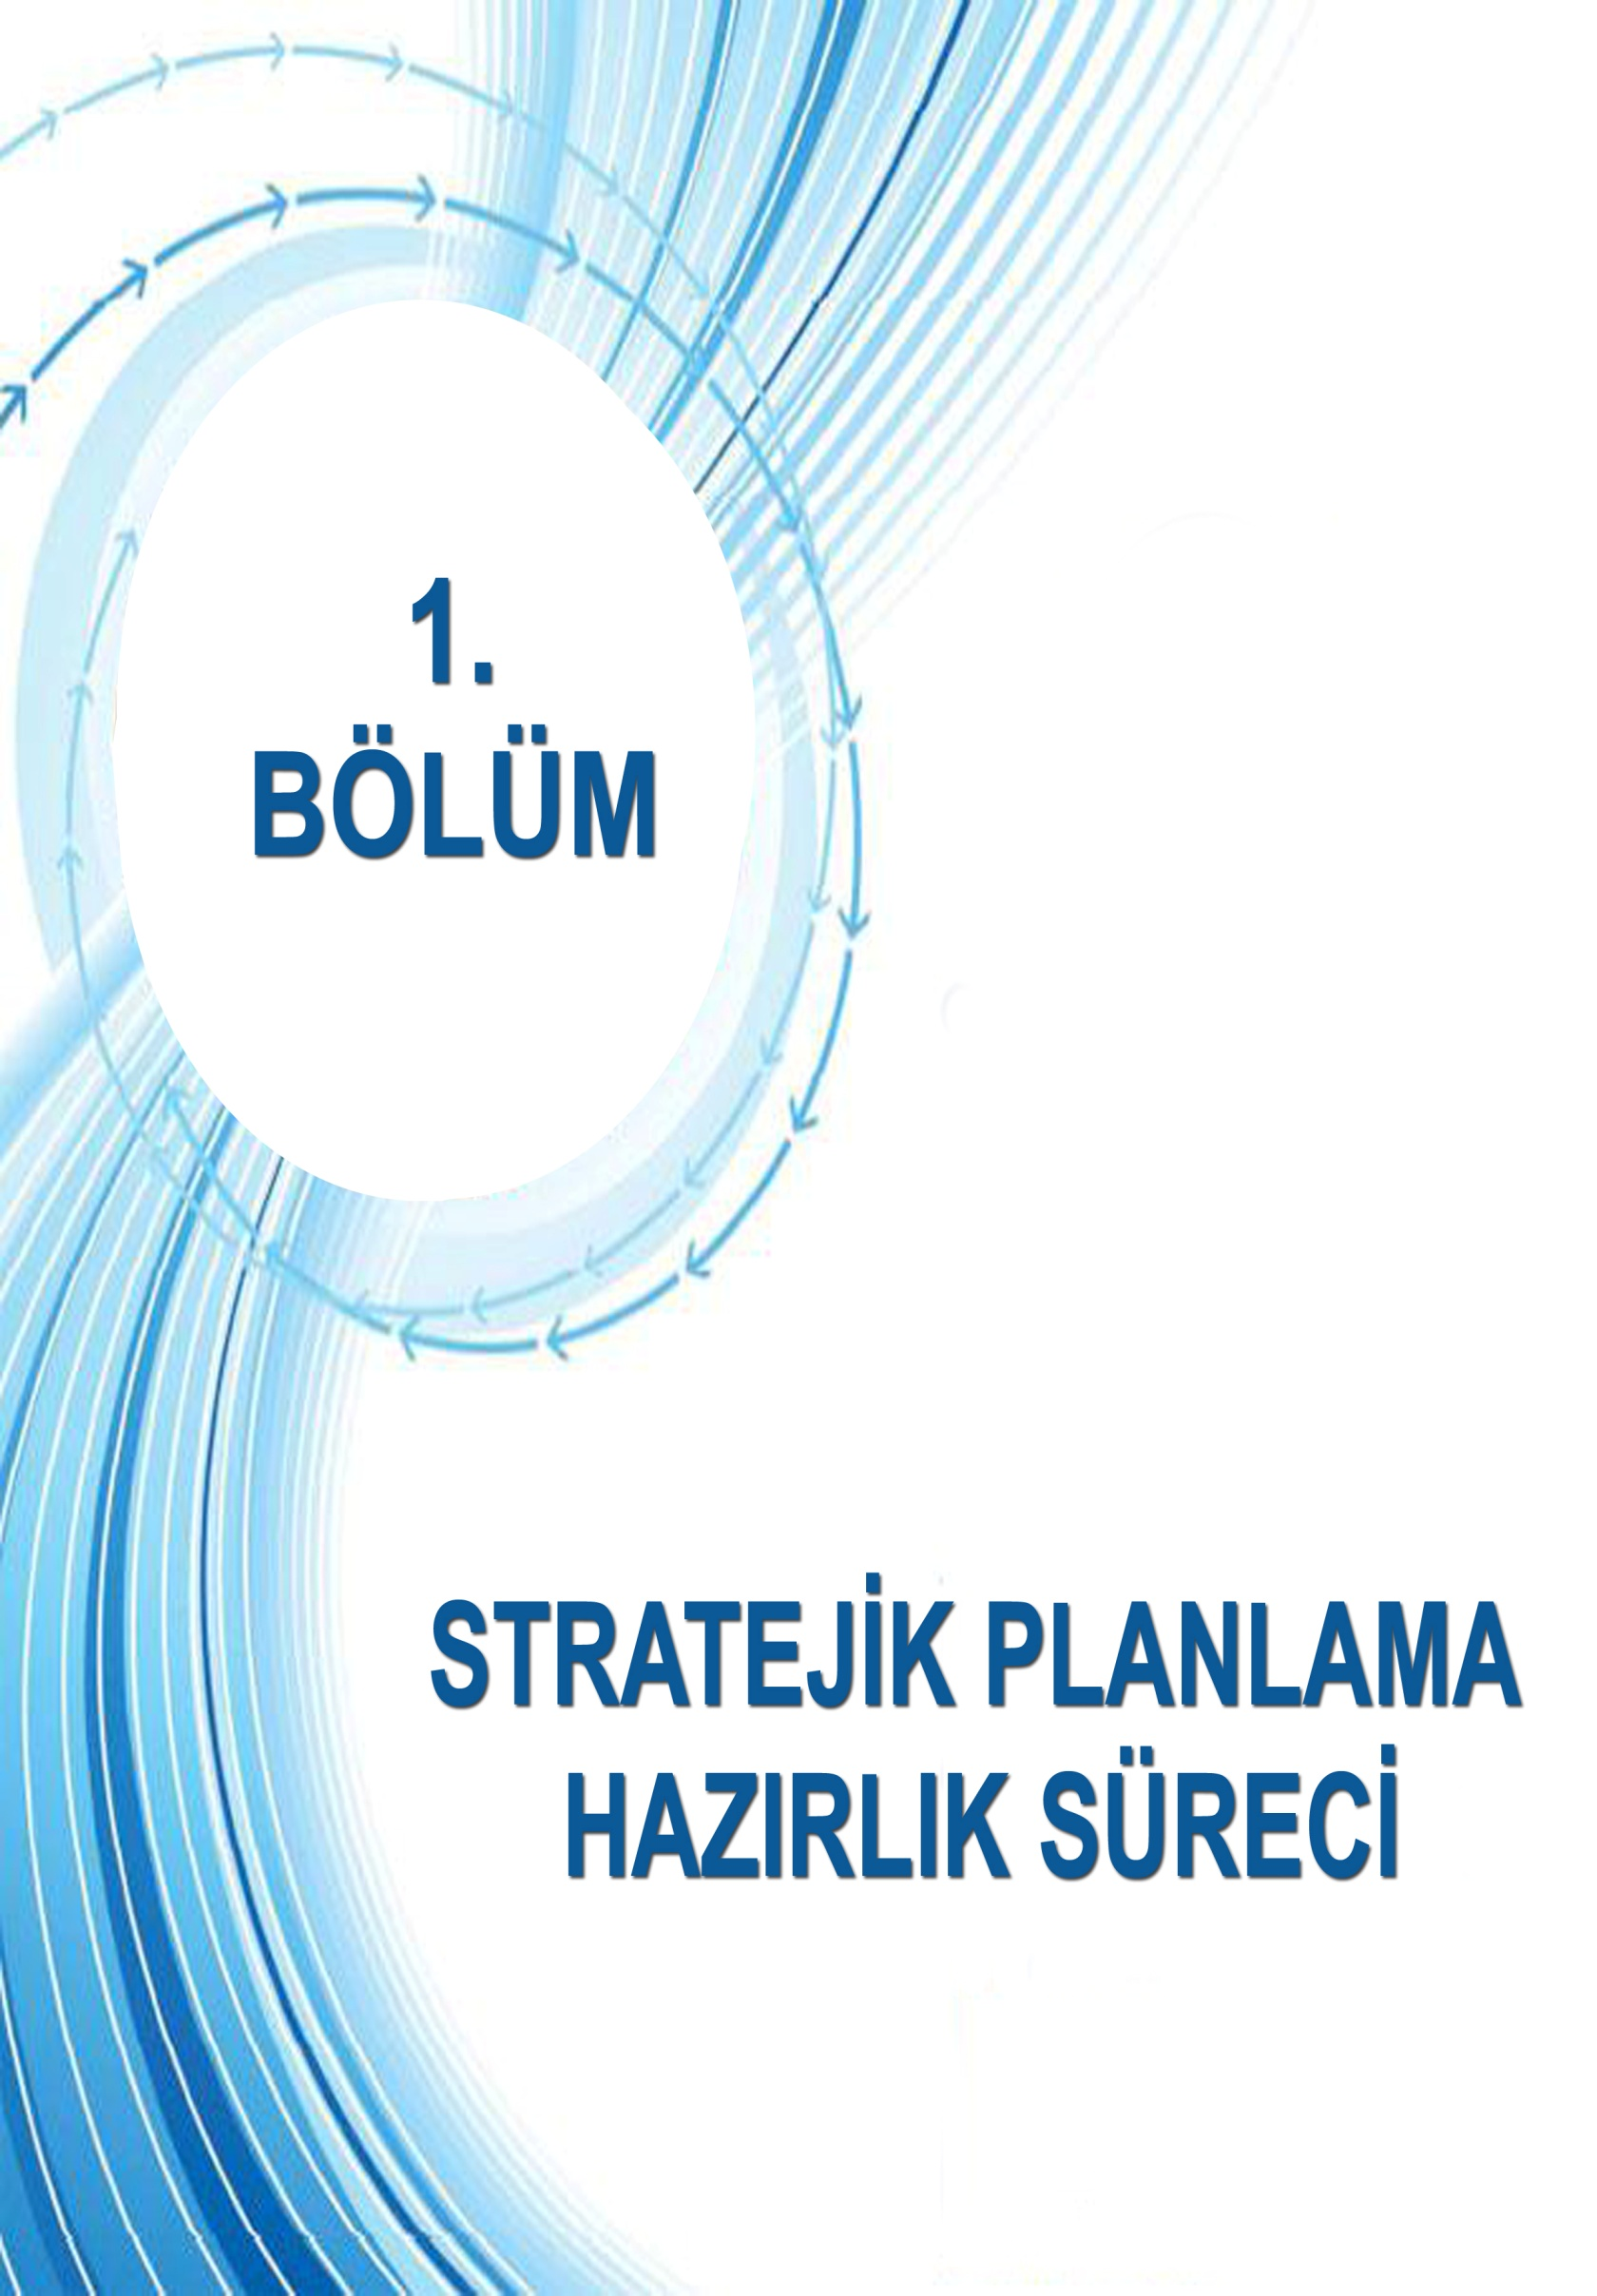 1.
BÖLÜM
STRATEJİK PLANLAMA
HAZIRLIK SÜRECİ